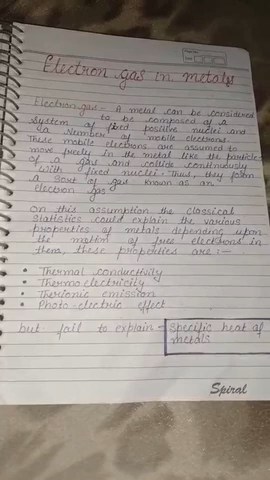 Electron gas in metals
Electron gas - A metal can be considered
to be composed of a
system of fixed positive nuclei and
a Number of mobile electrons.
These mobile electrons are assumed to
move freely in the metal like the particles
of a gas and collide continuously
with fixed nuclei. Thus, they form
a sort of gas known as an
electron gas
On this assumption the classical
statistics could explain the various
properties of metals depending upon
the motion of free electrons in
them, these properties are :-
• Thermal conductivity
• Thermoelectricity
• Therionic emission
• Photo-electric effect
but fail to explain - Specific heat of
metals
Spiral